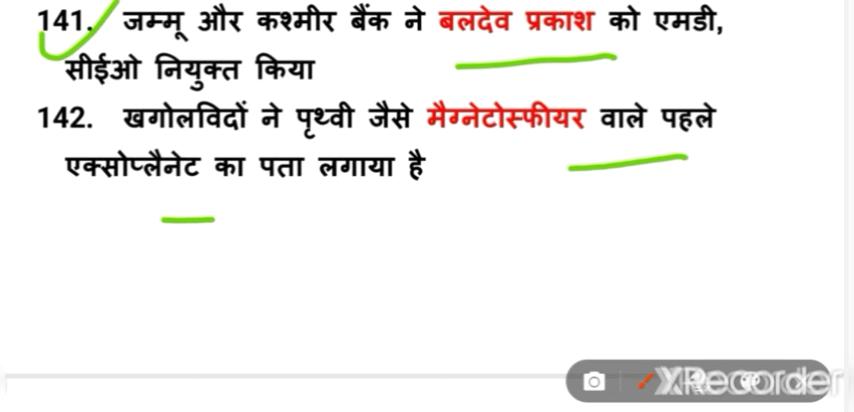 141. जम्मू और कश्मीर बैंक ने बलदेव प्रकाश को एमडी,
सीईओ नियुक्त किया
142. खगोलविदों ने पृथ्वी जैसे मैग्नेटोस्फीयर वाले पहले
एक्सोप्लैनेट का पता लगाया है
XRecorder